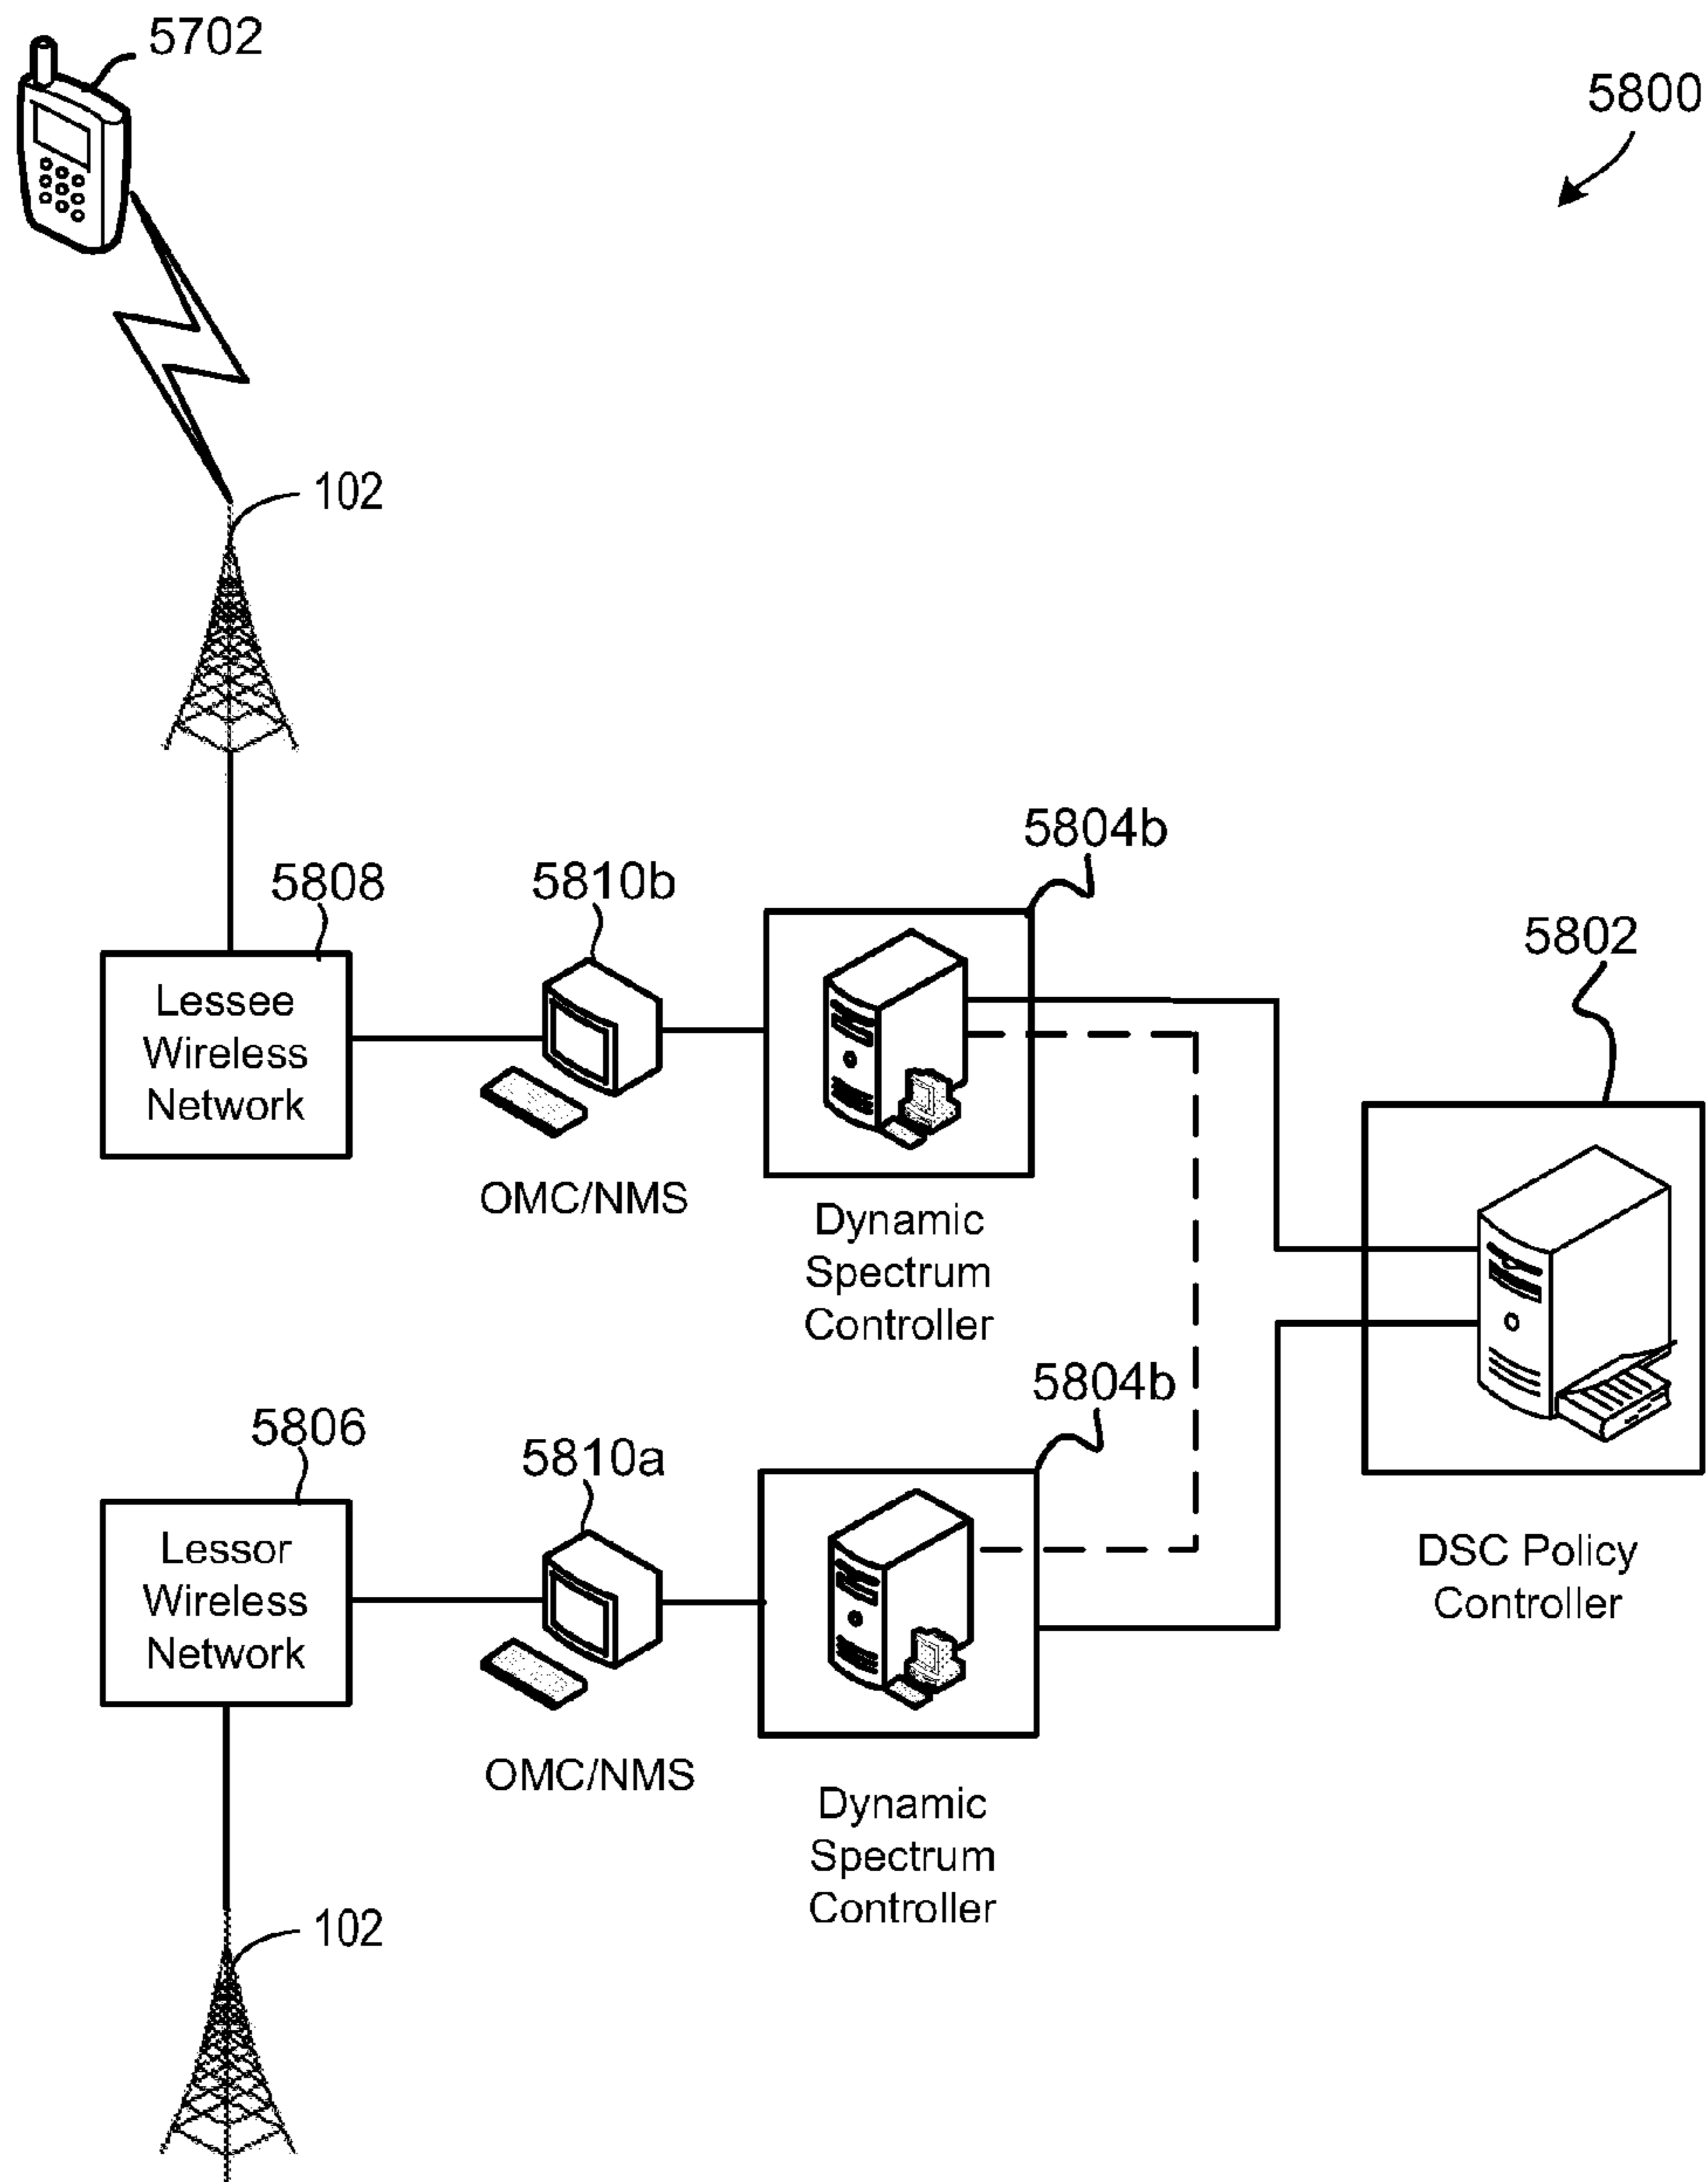 5702
5800
102
5804b
5808
5810b
5802
Lessee
Wireless
Network
OMC/NMS
Dynamic
Spectrum
Controller
5804b
5806
5810a
Lessor
Wireless
Network
DSC Policy
Controller
OMC/NMS
Dynamic
Spectrum
Controller
102